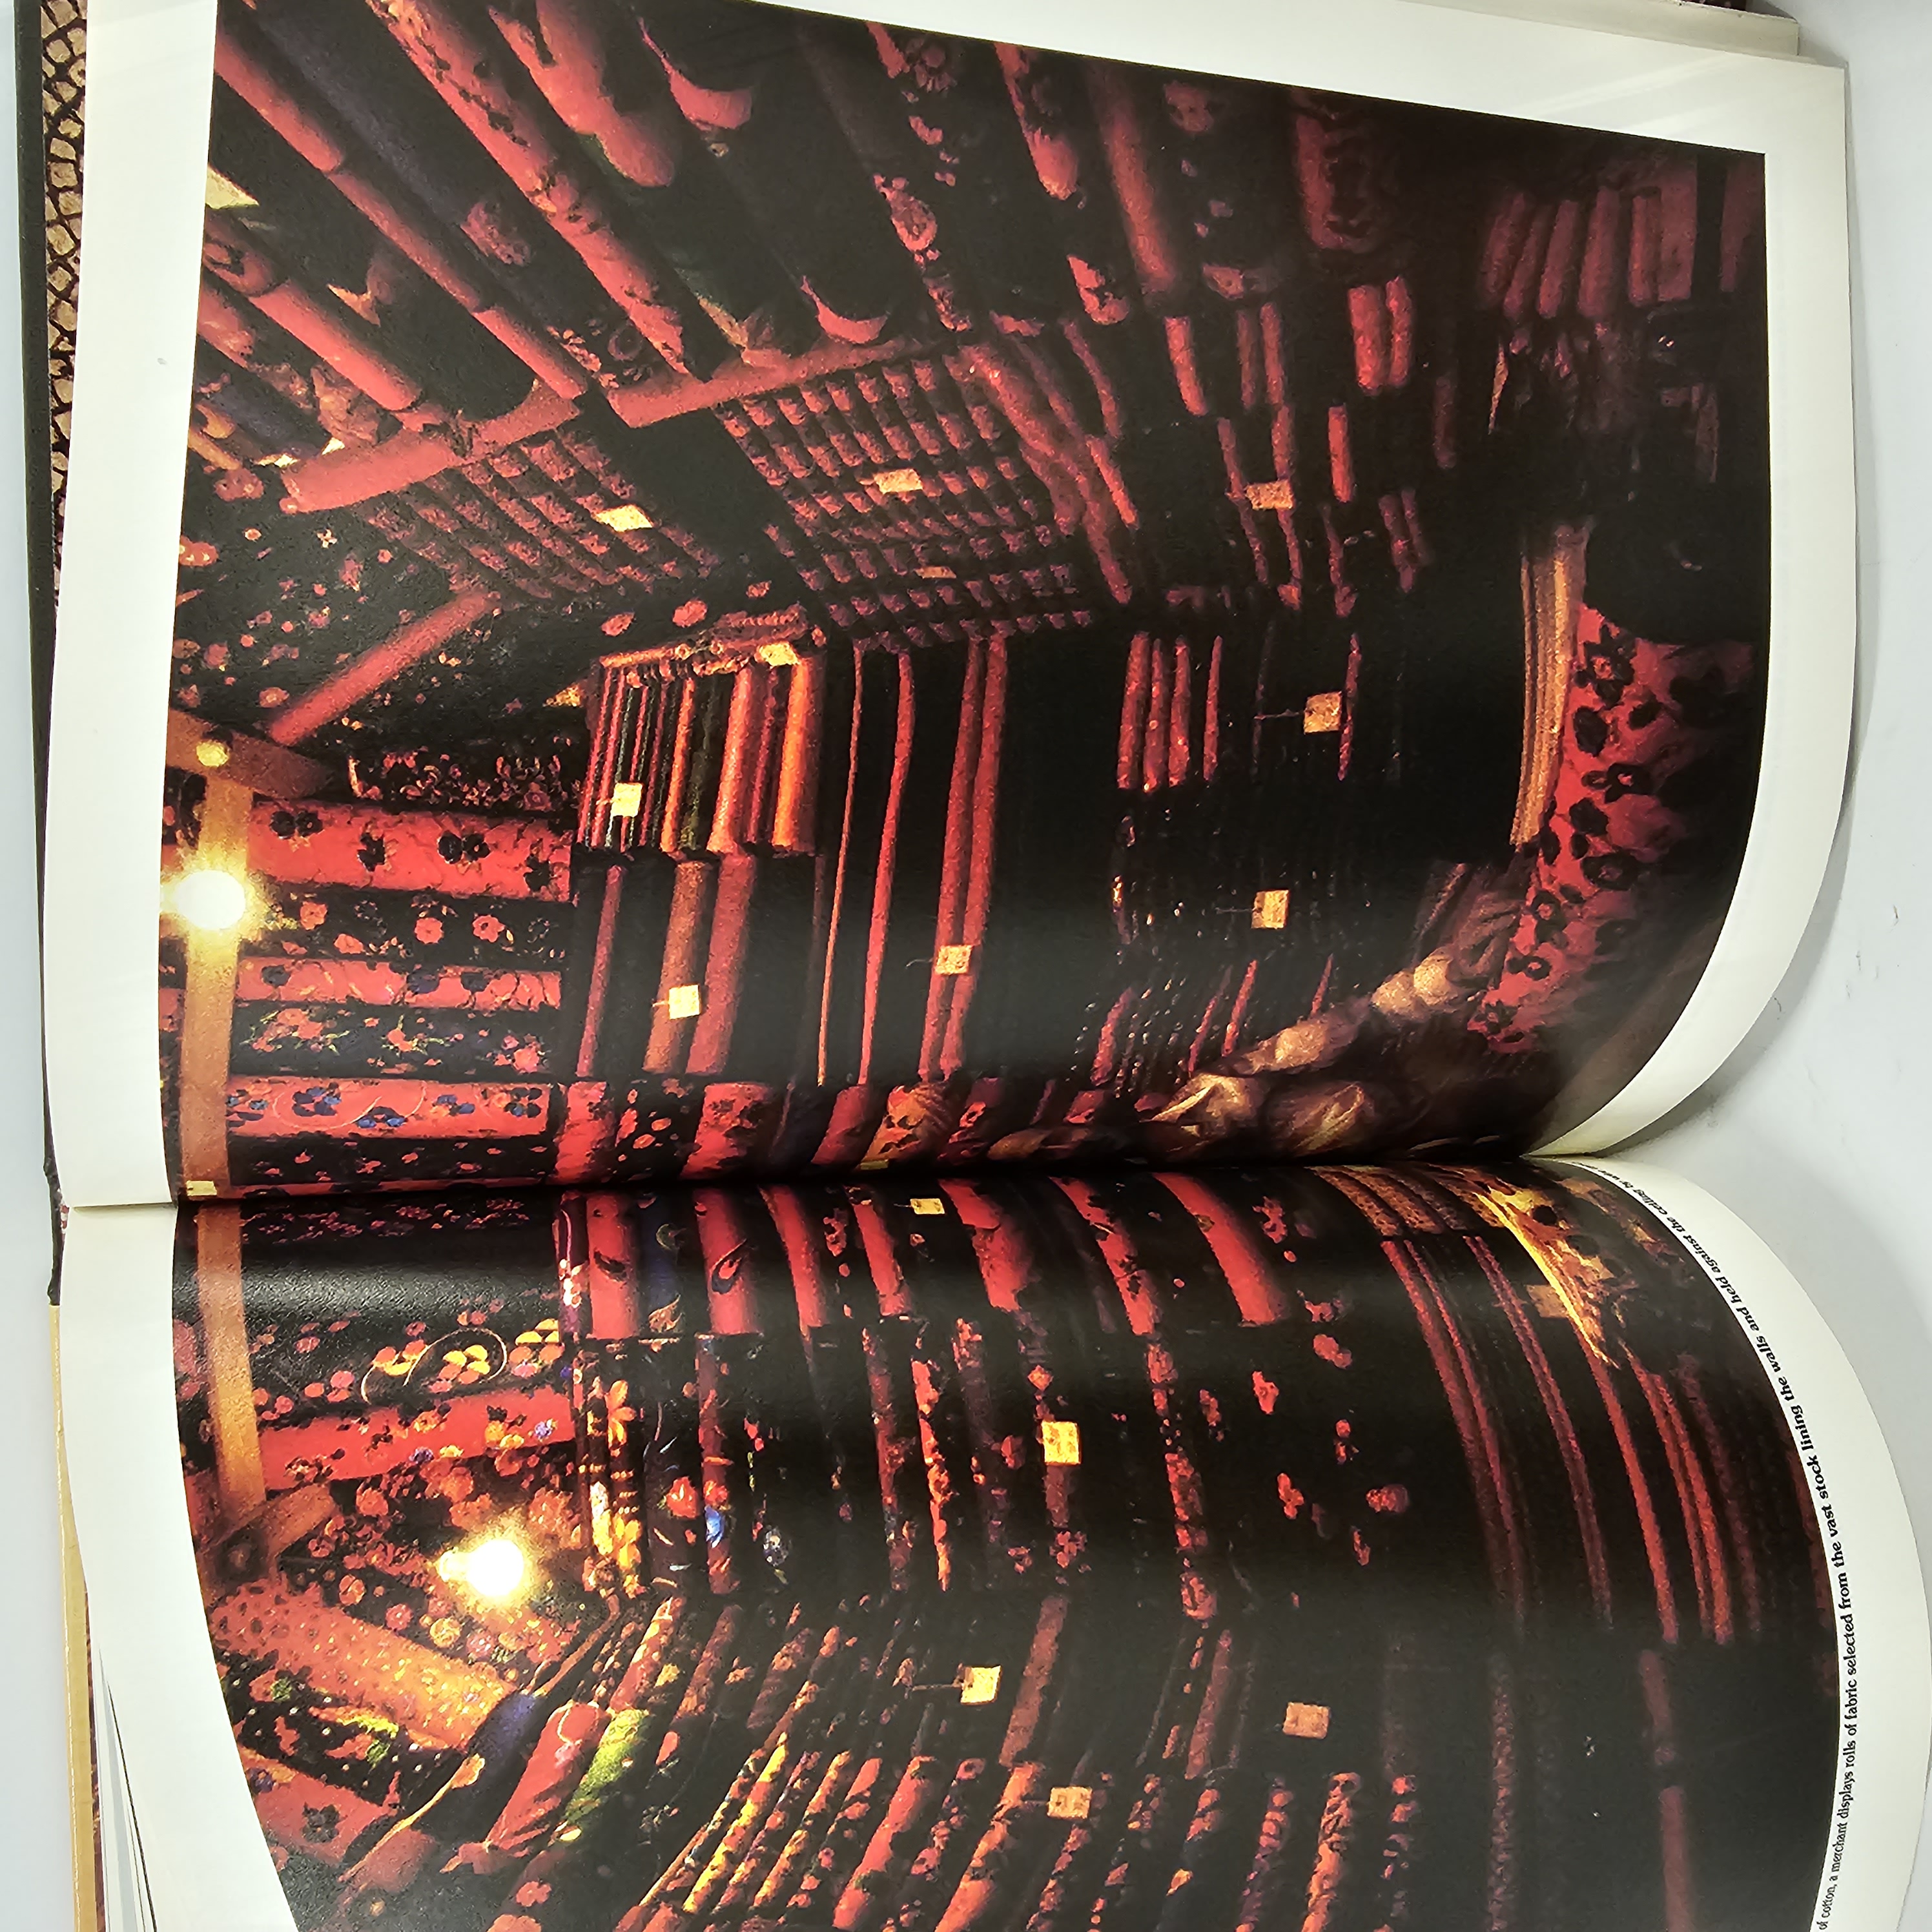 of cotton, a merchant displays rolls of fabric selected from the vast stock lining the walls and held against the ceiling by